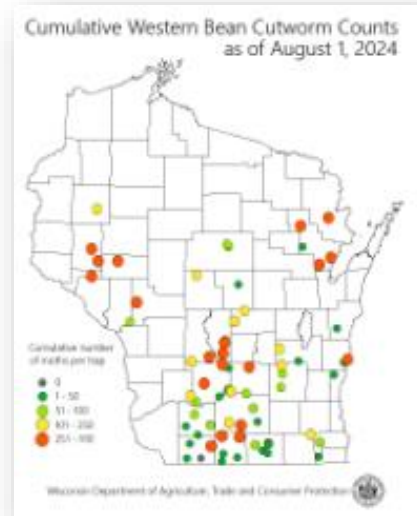 Cumulative Western Bean Cutworm Counts
as of August 1, 2024
Cumulative number
of moths per trap
0
1 - 50
51 - 100
Wisconsin Department of Agriculture, Trade and Consumer Protection